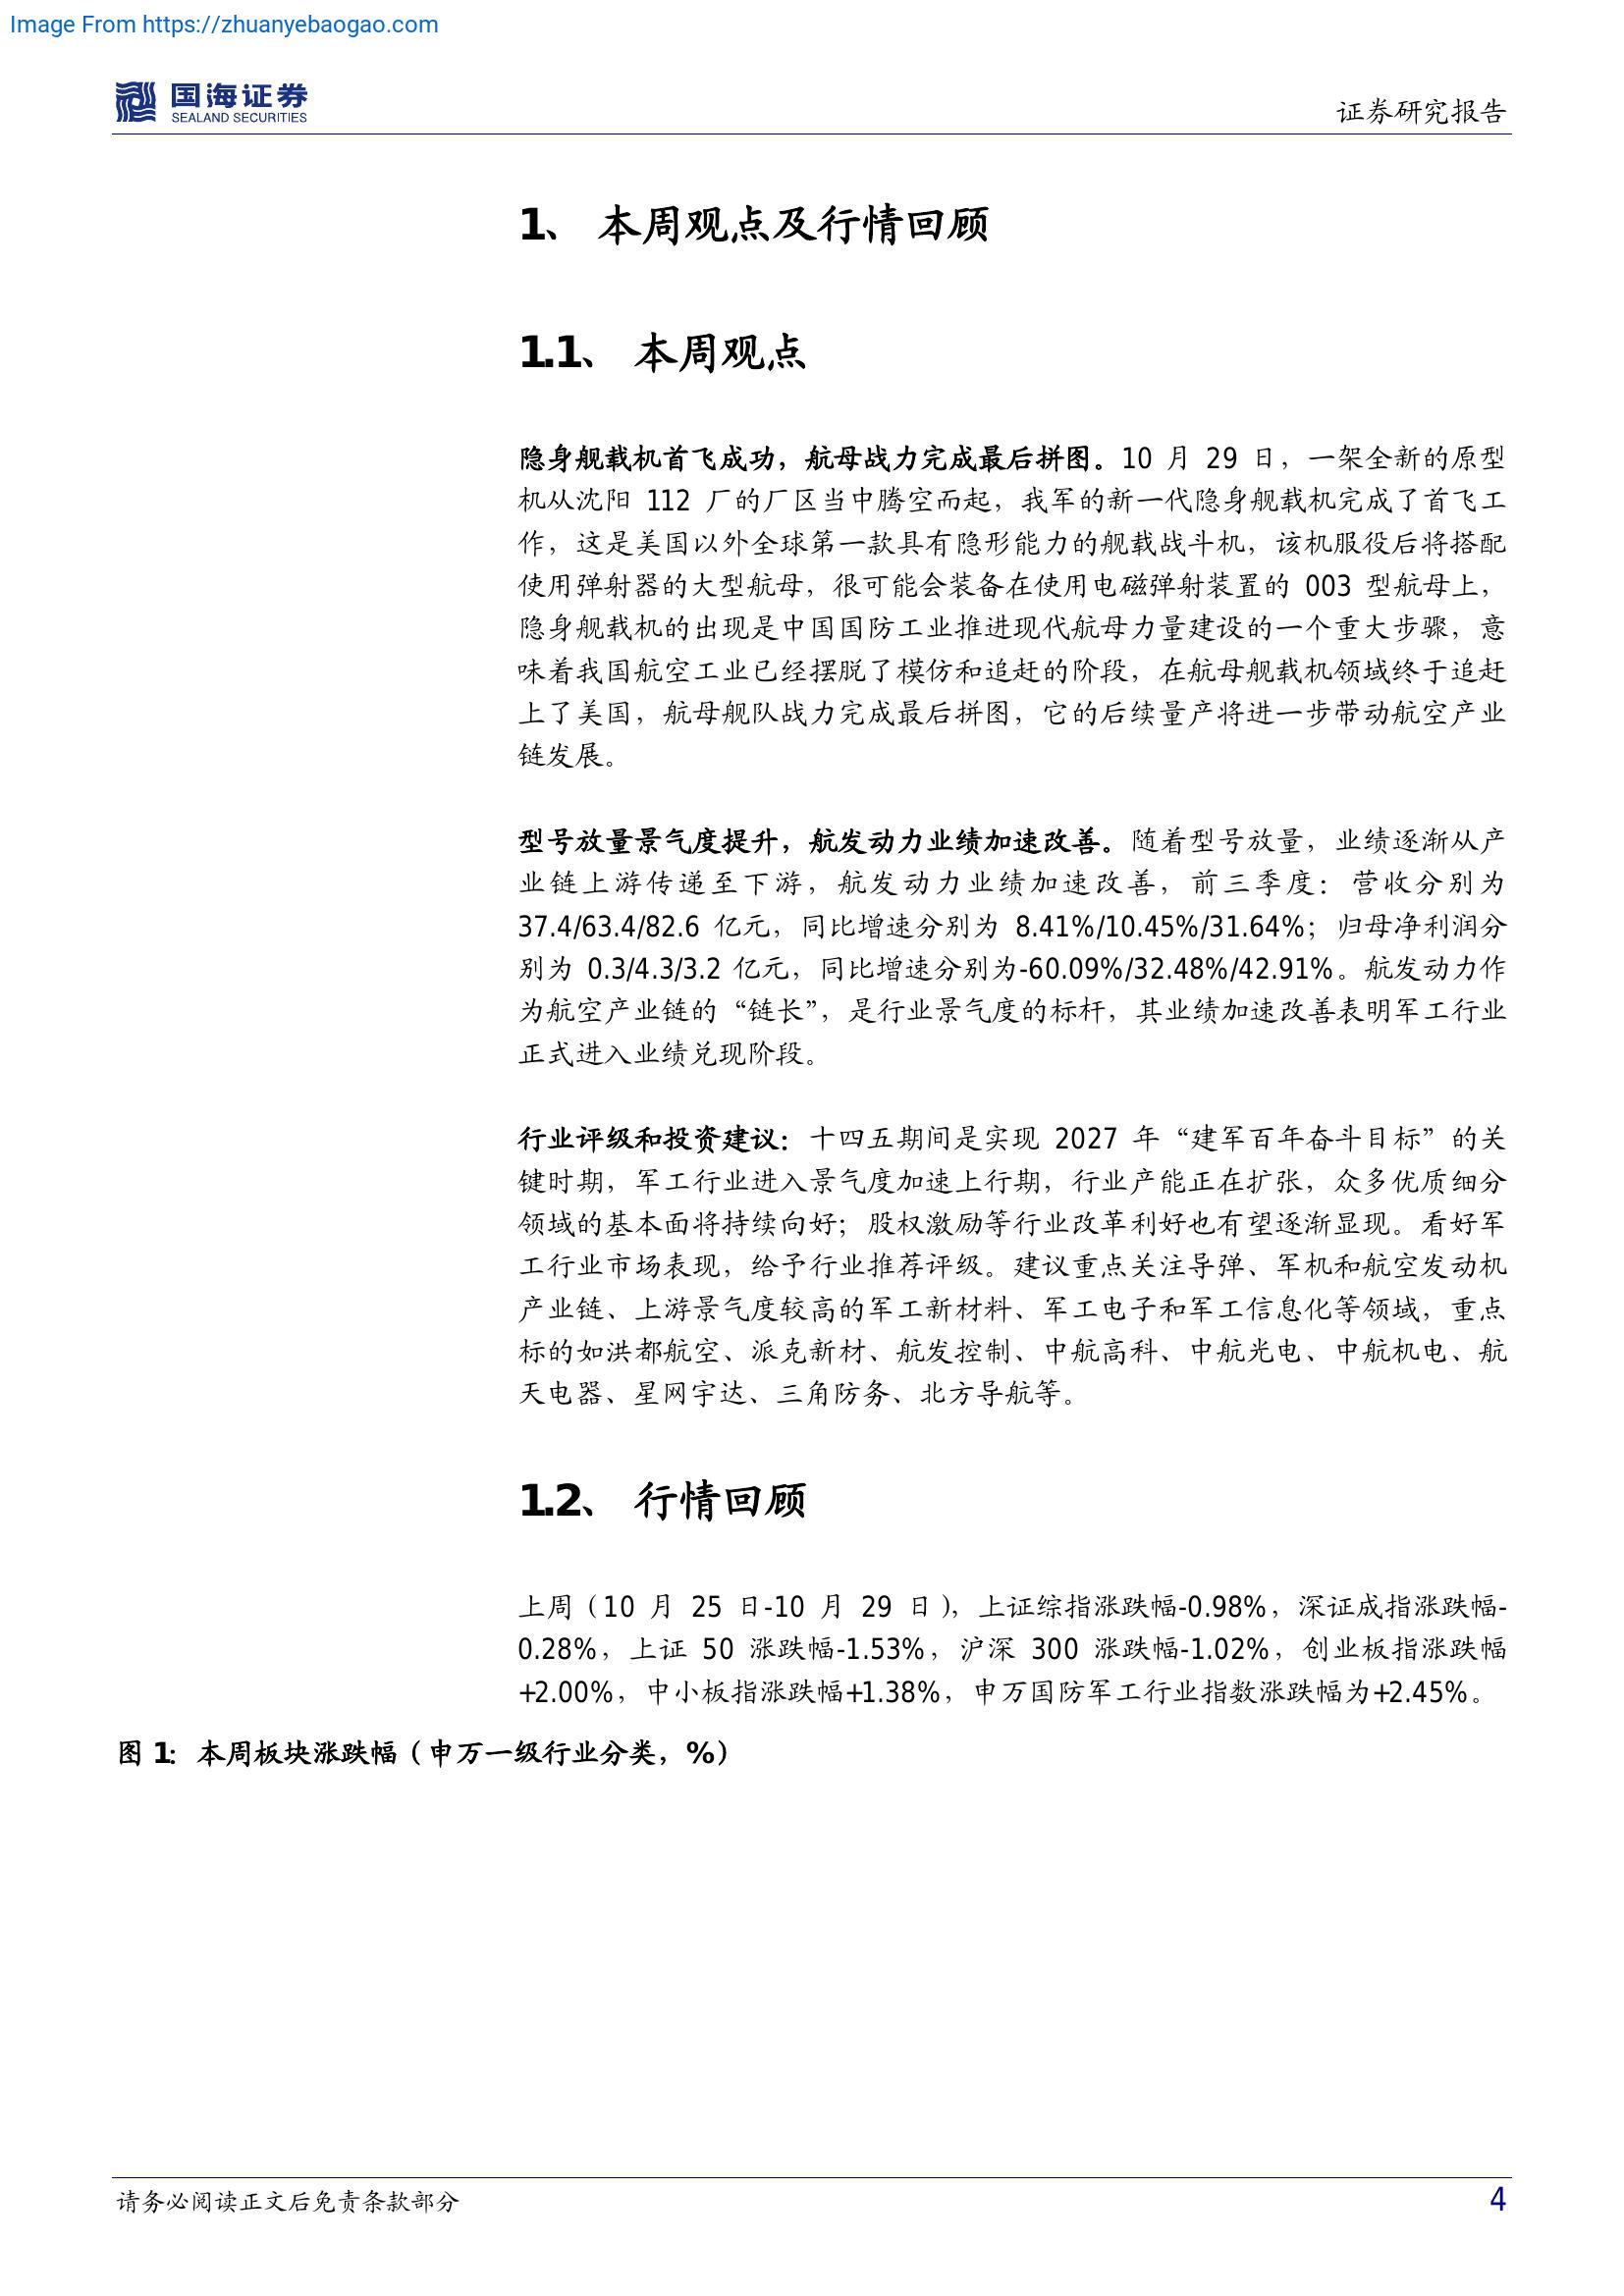 Image From https://zhuanyebaogao.com
国海证券
SEALAND SECURITIES
证券研究报告
1、 本周观点及行情回顾
1.1、 本周观点
隐身舰载机首飞成功，航母战力完成最后拼图。10 月 29 日，一架全新的原型
机从沈阳 112 厂的厂区当中腾空而起，我军的新一代隐身舰载机完成了首飞工
作，这是美国以外全球第一款具有隐形能力的舰载战斗机，该机服役后将搭配
使用弹射器的大型航母，很可能会装备在使用电磁弹射装置的 003 型航母上，
隐身舰载机的出现是中国国防工业推进现代航母力量建设的一个重大步骤，意
味着我国航空工业已经摆脱了模仿和追赶的阶段，在航母舰载机领域终于追赶
上了美国，航母舰队战力完成最后拼图，它的后续量产将进一步带动航空产业
链发展。
型号放量景气度提升，航发动力业绩加速改善。随着型号放量，业绩逐渐从产
业链上游传递至下游，航发动力业绩加速改善，前三季度：营收分别为
37.4/63.4/82.6 亿元，同比增速分别为 8.41%/10.45%/31.64%；归母净利润分
别为 0.3/4.3/3.2 亿元，同比增速分别为-60.09%/32.48%/42.91%。航发动力作
为航空产业链的“链长”，是行业景气度的标杆，其业绩加速改善表明军工行业
正式进入业绩兑现阶段。
行业评级和投资建议：十四五期间是实现 2027 年“建军百年奋斗目标”的关
键时期，军工行业进入景气度加速上行期，行业产能正在扩张，众多优质细分
领域的基本面将持续向好；股权激励等行业改革利好也有望逐渐显现。看好军
工行业市场表现，给予行业推荐评级。建议重点关注导弹、军机和航空发动机
产业链、上游景气度较高的军工新材料、军工电子和军工信息化等领域，重点
标的如洪都航空、派克新材、航发控制、中航高科、中航光电、中航机电、航
天电器、星网宇达、三角防务、北方导航等。
1.2、 行情回顾
上周（10 月 25 日-10 月 29 日），上证综指涨跌幅-0.98%，深证成指涨跌幅-
0.28%，上证 50 涨跌幅-1.53%，沪深 300 涨跌幅-1.02%，创业板指涨跌幅
+2.00%，中小板指涨跌幅+1.38%，申万国防军工行业指数涨跌幅为+2.45%。
图 1：本周板块涨跌幅（申万一级行业分类，%）
请务必阅读正文后免责条款部分
4